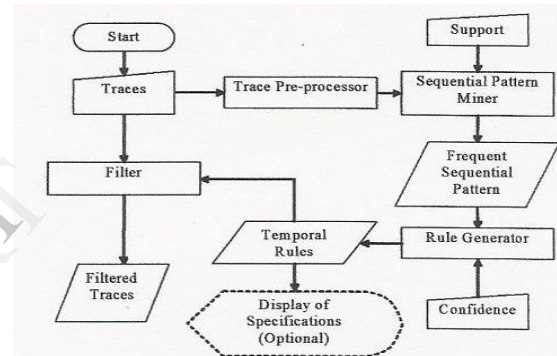 Start
Support
Traces
Trace Pre-processor
Sequential Pattern
Miner
Filter
Frequent
Sequential
Pattern
Temporal
Rules
Rule Generator
Filtered
Traces
Display of
Specifications
(Optional)
Confidence